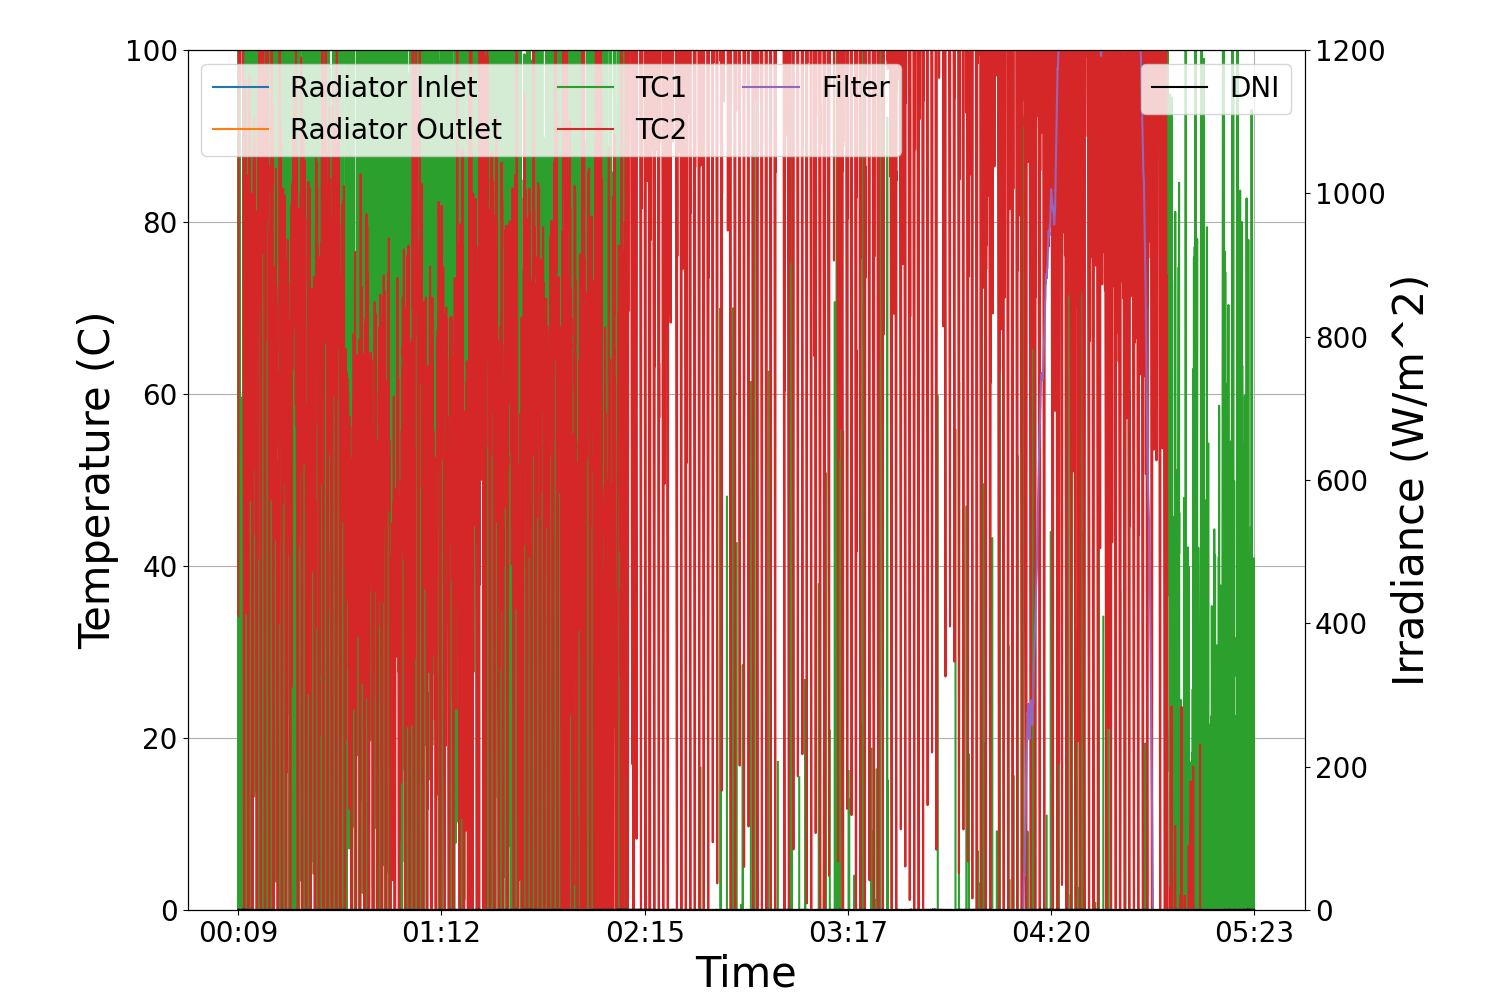 100
80
60
40
20
0
Temperature (C)
Radiator Inlet
Radiator Outlet
TC1
TC2
Filter
DNI
1200
1000
800
600
400
200
0
Irradiance (W/m^2)
00:09
01:12
02:15
03:17
04:20
05:23
Time